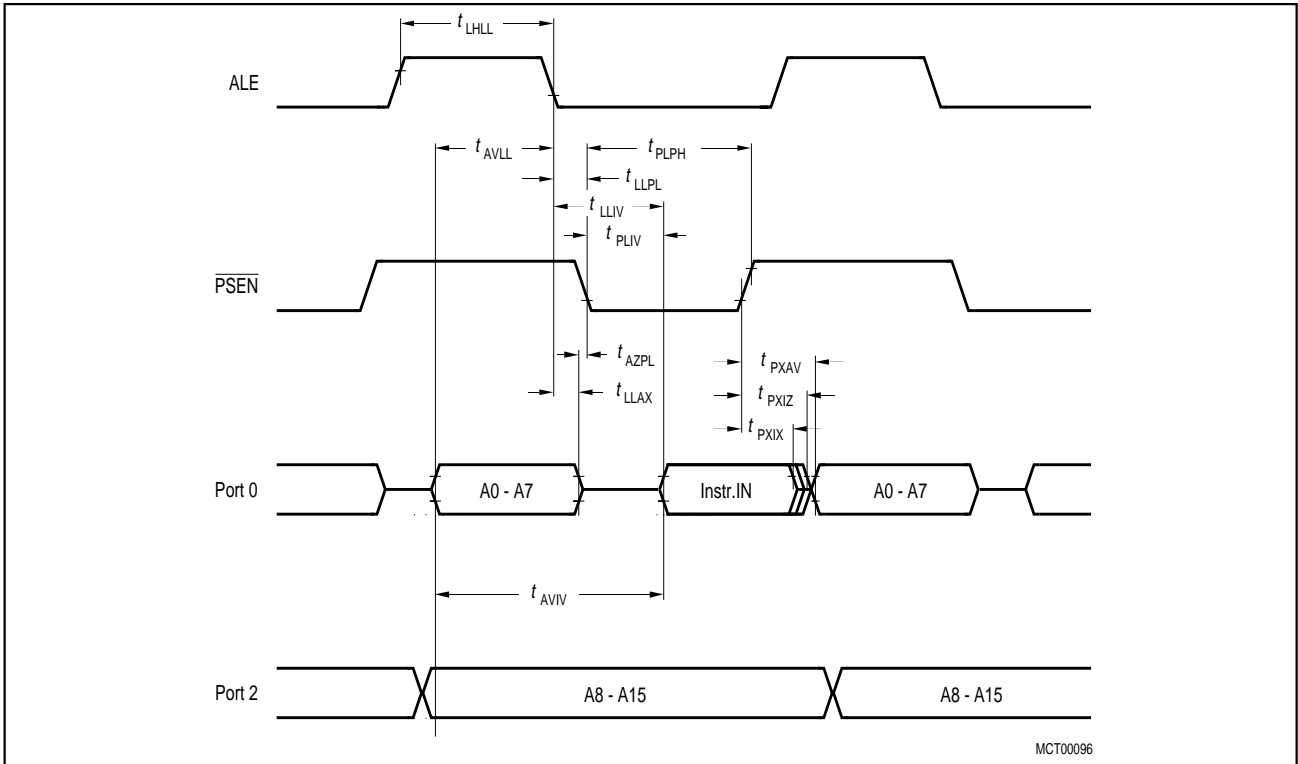 t LHLL
ALE
t AVLL
t PLPH
t LLPL
t LLIV
t PLIV
PSEN
t AZPL
t PXAV
t LLAX
t PXIZ
t PXIX
Port 0
A0 - A7
Instr.IN
A0 - A7
t AVIV
Port 2
A8 - A15
A8 - A15
MCT00096